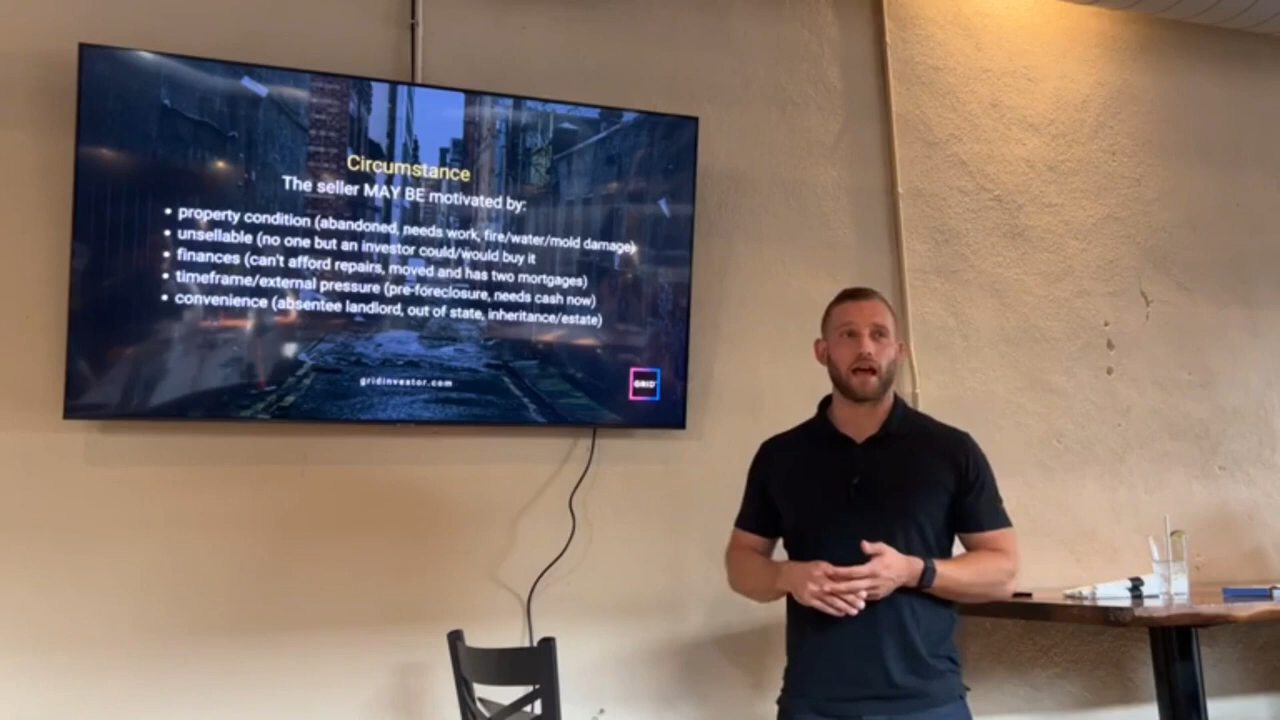 Circumstance
The seller MAY BE motivated by:
• property condition (abandoned, needs work, fire/water/mold damage)
• unsellable (no one but an investor could/would buy it
• finances (can't afford repairs, moved and has two mortgages)
• timeframe/external pressure (pre-foreclosure, needs cash now)
• convenience (absentee landlord, out of state, inheritance/estate)
gridinvestor.com
GRID